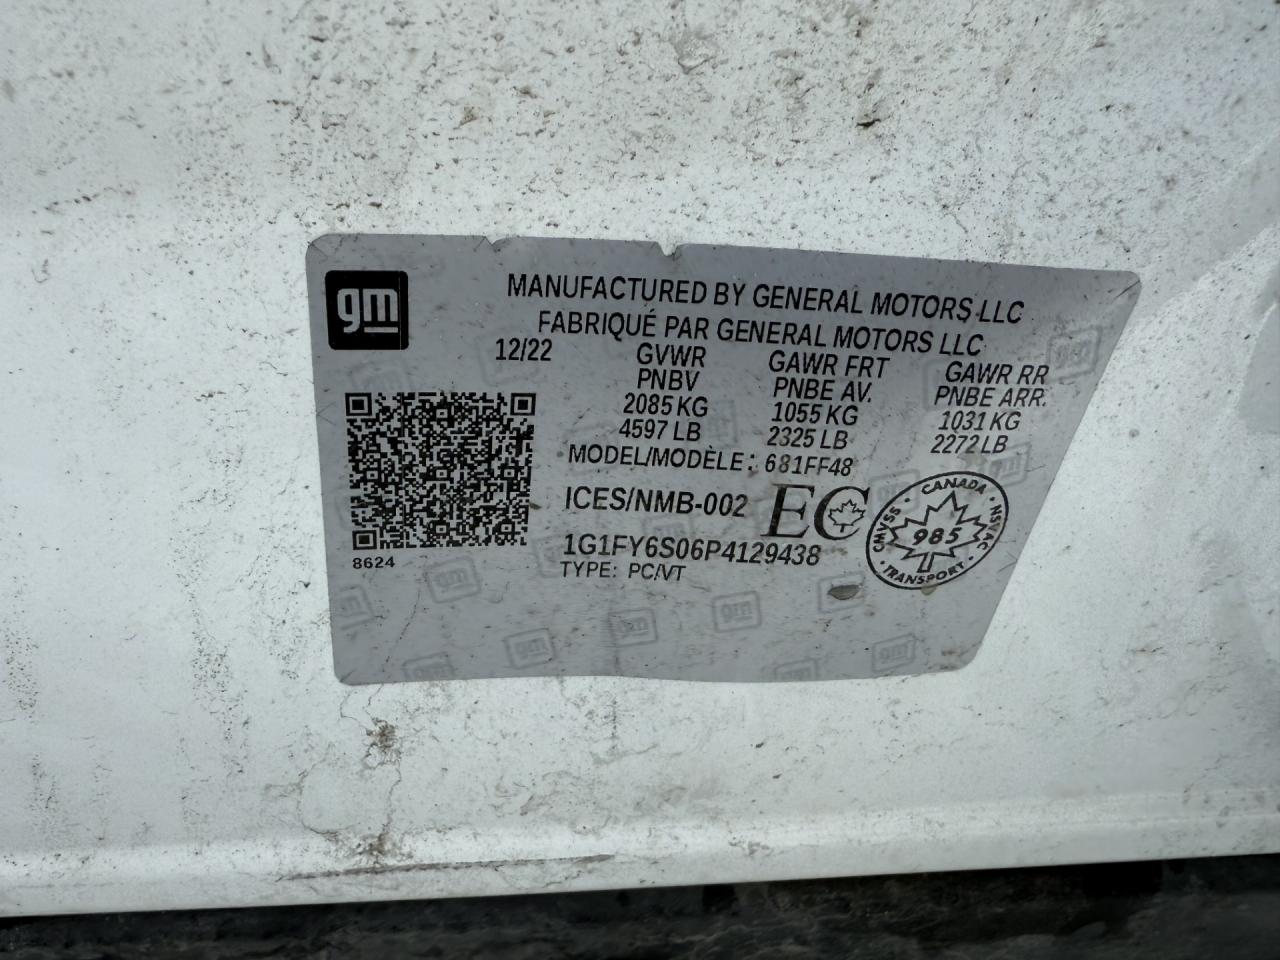 gm
MANUFACTURED BY GENERAL MOTORS LLC
FABRIQUÉ PAR GENERAL MOTORS LLC
12/22
GVWR GAWR FRT GAWR RR
PNBV PNBE AV. PNBE ARR.
2085 KG 1055 KG 1031 KG
4597 LB 2325 LB 2272 LB
MODEL/MODÈLE: 681FF48
ICES/NMB-002 EC
1G1FY6S06P4129438
TYPE: PC/VT
8624
CANADA
CMVSS 985 NSVAC
TRANSPORT